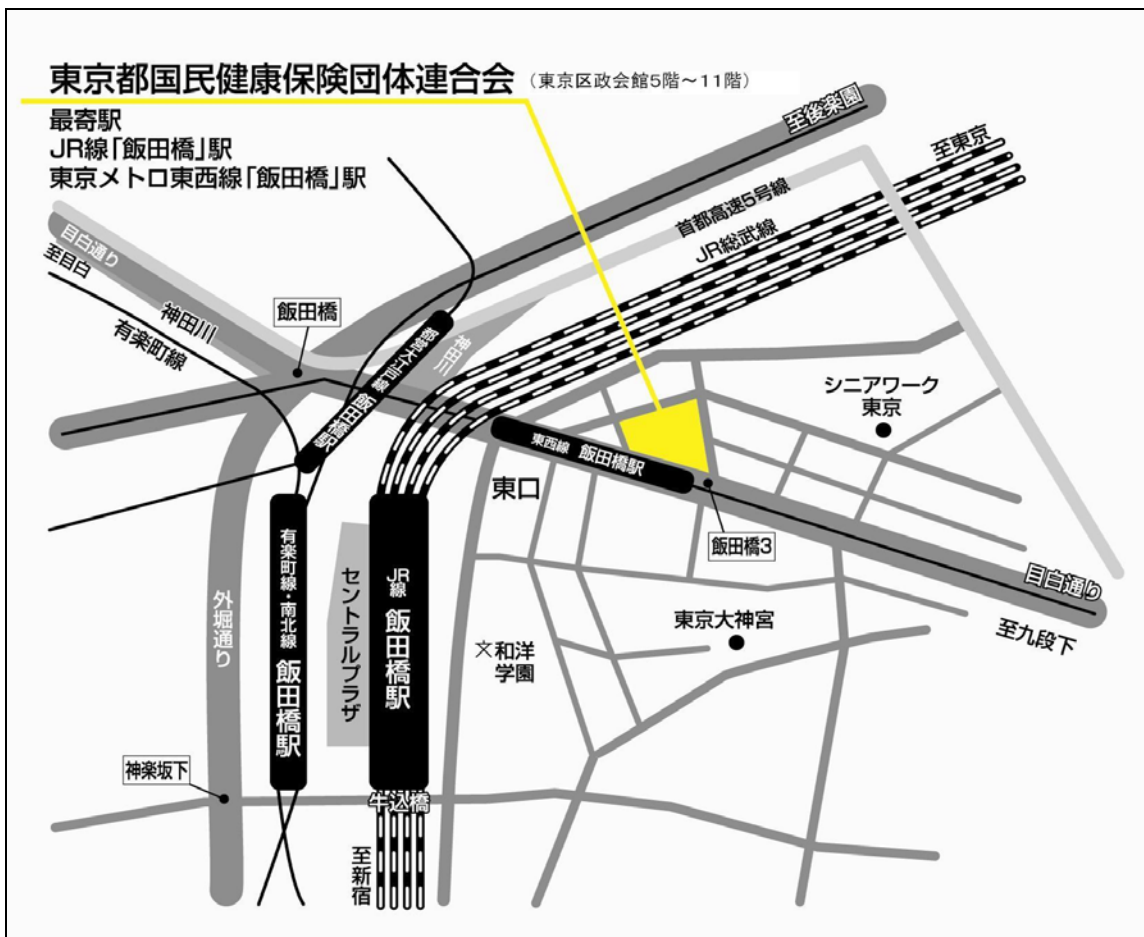 東京都国民健康保険団体連合会 (東京区政会館5階～11階)
最寄駅
JR線「飯田橋」駅
東京メトロ東西線「飯田橋」駅
至後楽園
至東京
首都高速5号線
JR総武線
目白通り
至目白
神田川
有楽町線
飯田橋
都営大江戸線 飯田橋駅
神田川
シニアワーク
東京
東西線 飯田橋駅
東口
飯田橋3
目白通り
至九段下
外堀通り
有楽町線・南北線 飯田橋駅
セントラルプラザ
JR線 飯田橋駅
文和洋
学園
東京大神宮
神楽坂下
牛込橋
至新宿